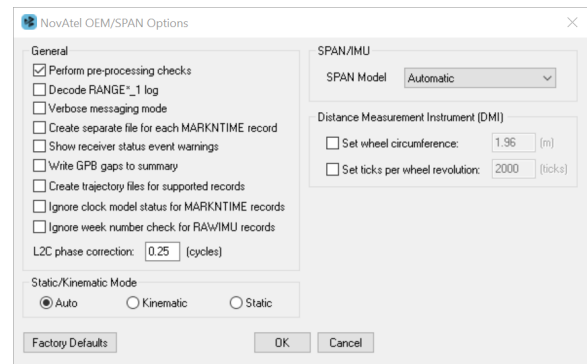 NovAtel OEM/SPAN Options
General
Perform pre-processing checks
Decode RANGE*_1 log
Verbose messaging mode
Create separate file for each MARKNTIME record
Show receiver status event warnings
Write GPB gaps to summary
Create trajectory files for supported records
Ignore clock model status for MARKNTIME records
Ignore week number check for RAWIMU records
L2C phase correction: 0.25 (cycles)
Static/Kinematic Mode
Auto Kinematic Static
SPAN/IMU
SPAN Model Automatic
Distance Measurement Instrument (DMI)
Set wheel circumference: 1.96 (m)
Set ticks per wheel revolution: 2000 (ticks)
Factory Defaults OK Cancel